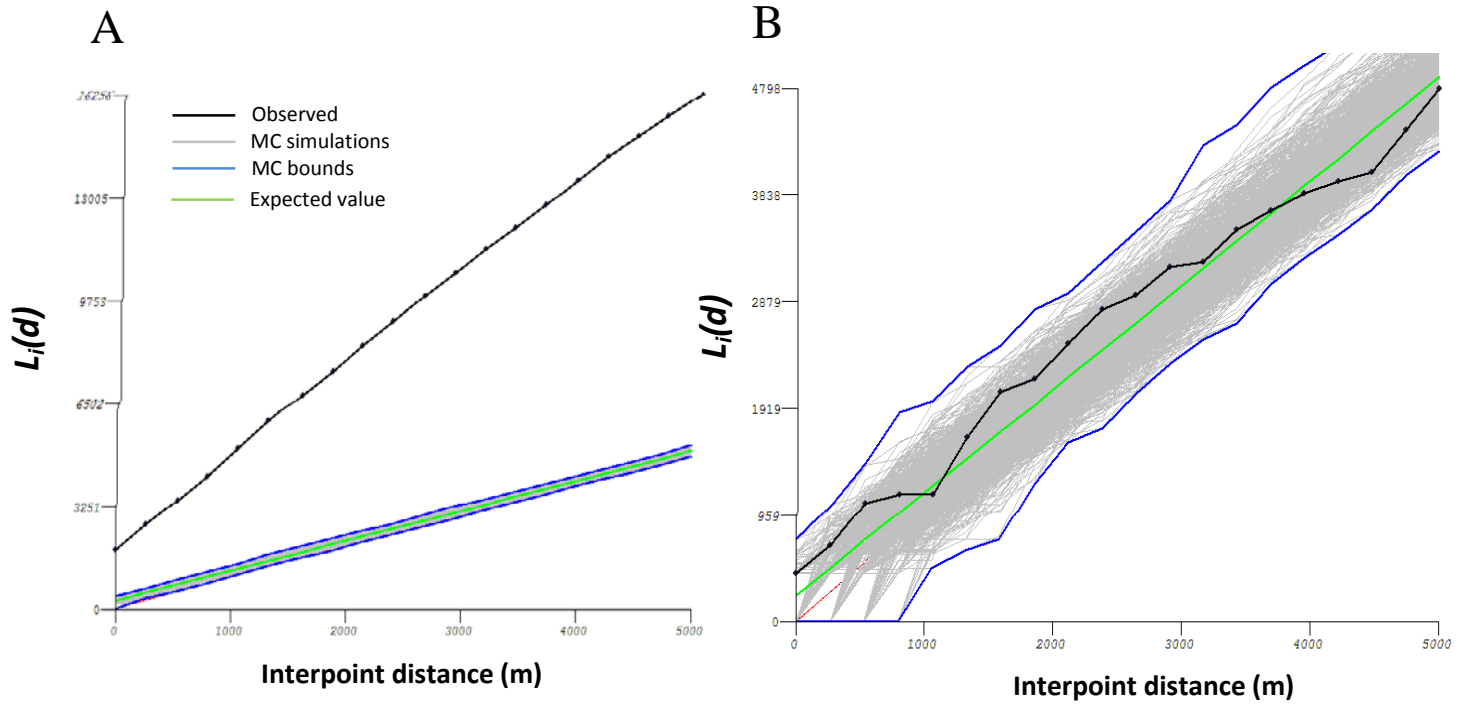 A
B
16256
13005
9753
6502
3251
0
0
1000
2000
3000
4000
5000
Observed
MC simulations
MC bounds
Expected value
Li(d)
Interpoint distance (m)
4798
3838
2879
1919
959
0
0
1000
2000
3000
4000
5000
Li(d)
Interpoint distance (m)